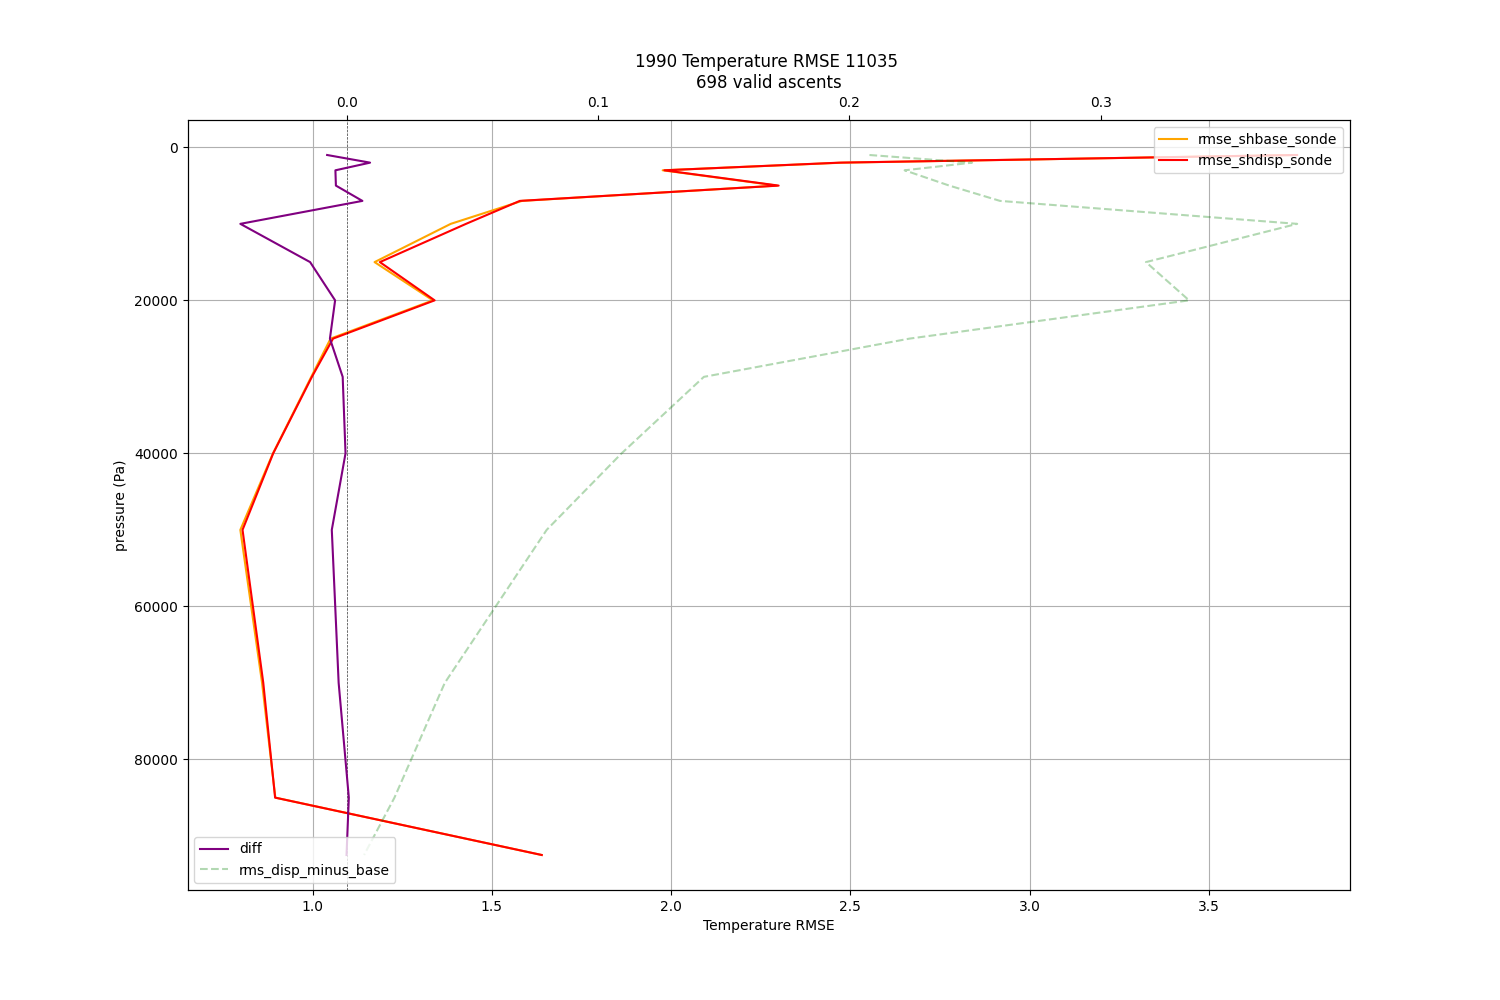 1990 Temperature RMSE 11035
698 valid ascents
0.0 0.1 0.2 0.3
rmse_shbase_sonde
rmse_shdisp_sonde
0
20000
40000
60000
80000
pressure (Pa)
diff
rms_disp_minus_base
1.0 1.5 2.0 2.5 3.0 3.5
Temperature RMSE